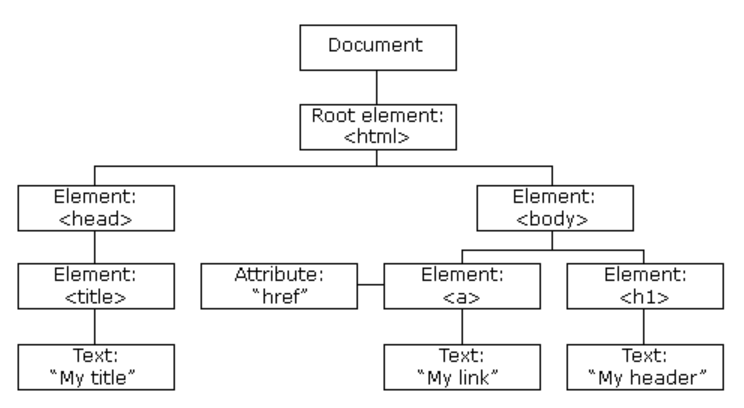 Document
Root element:
<html>
Element:
<head>
Element:
<body>
Element:
<title>
Attribute:
“href”
Element:
<a>
Element:
<h1>
Text:
“My title”
Text:
“My link”
Text:
“My header”